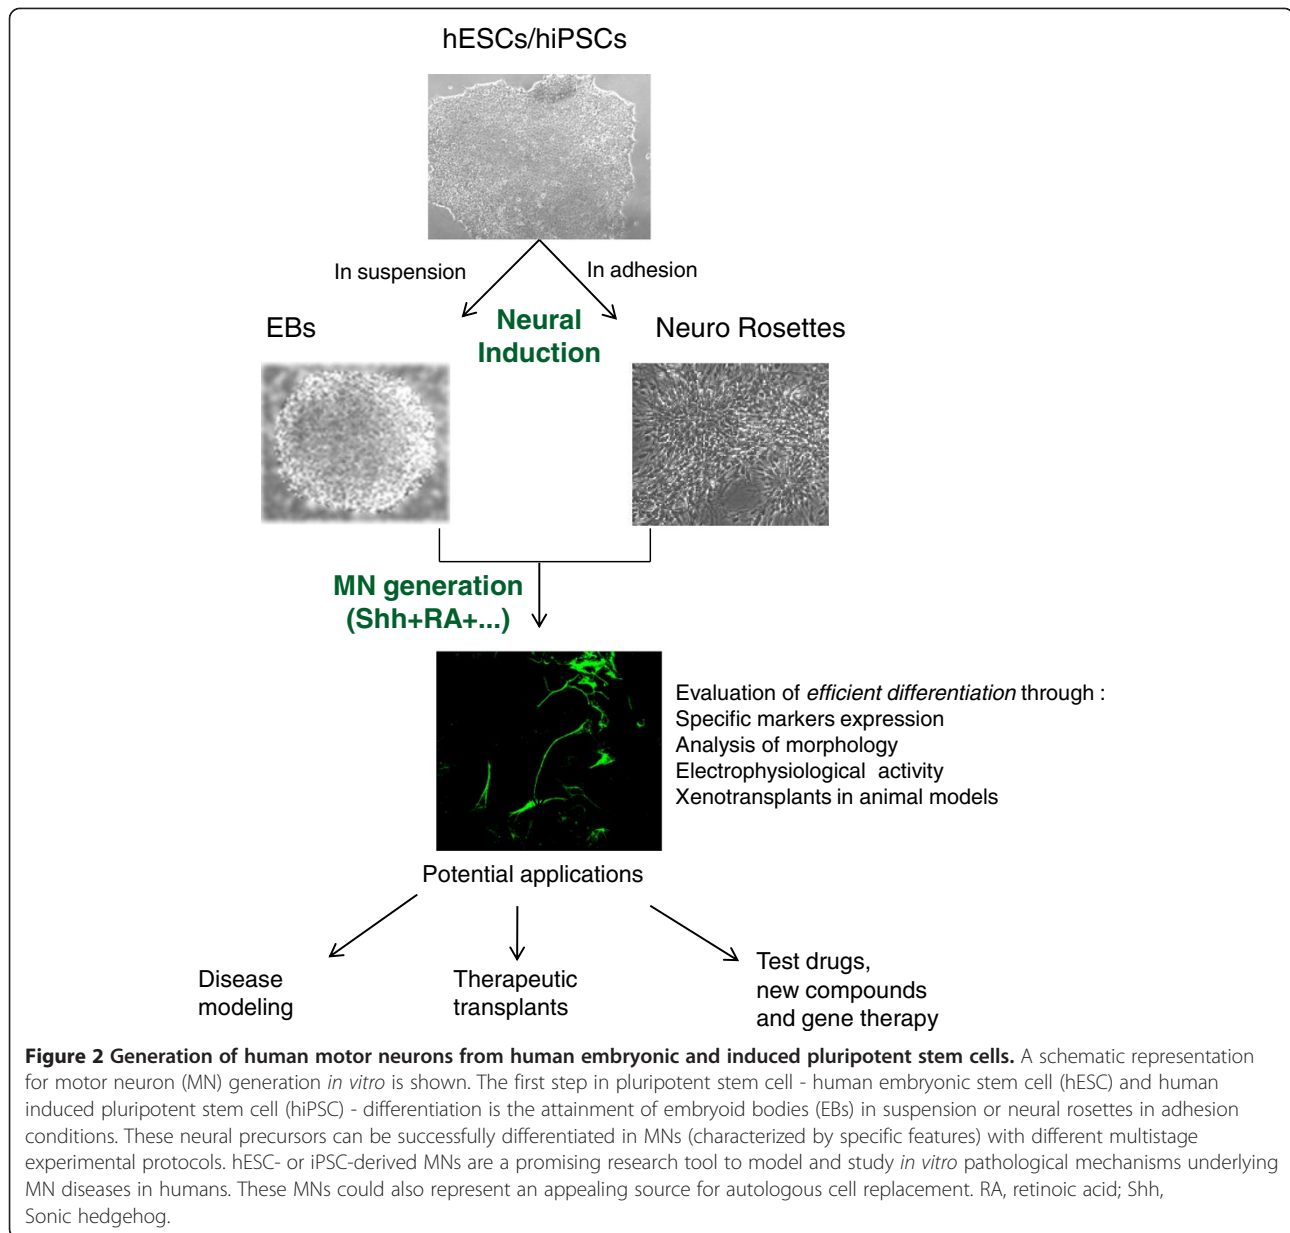 hESCs/hiPSCs
In suspension
In adhesion
EBs
Neural
Induction
Neuro Rosettes
MN generation
(Shh+RA+...)
Evaluation of efficient differentiation through :
Specific markers expression
Analysis of morphology
Electrophysiological activity
Xenotransplants in animal models
Potential applications
Disease
modeling
Therapeutic
transplants
Test drugs,
new compounds
and gene therapy
Figure 2 Generation of human motor neurons from human embryonic and induced pluripotent stem cells. A schematic representation
for motor neuron (MN) generation in vitro is shown. The first step in pluripotent stem cell - human embryonic stem cell (hESC) and human
induced pluripotent stem cell (hiPSC) - differentiation is the attainment of embryoid bodies (EBs) in suspension or neural rosettes in adhesion
conditions. These neural precursors can be successfully differentiated in MNs (characterized by specific features) with different multistage
experimental protocols. hESC- or iPSC-derived MNs are a promising research tool to model and study in vitro pathological mechanisms underlying
MN diseases in humans. These MNs could also represent an appealing source for autologous cell replacement. RA, retinoic acid; Shh,
Sonic hedgehog.